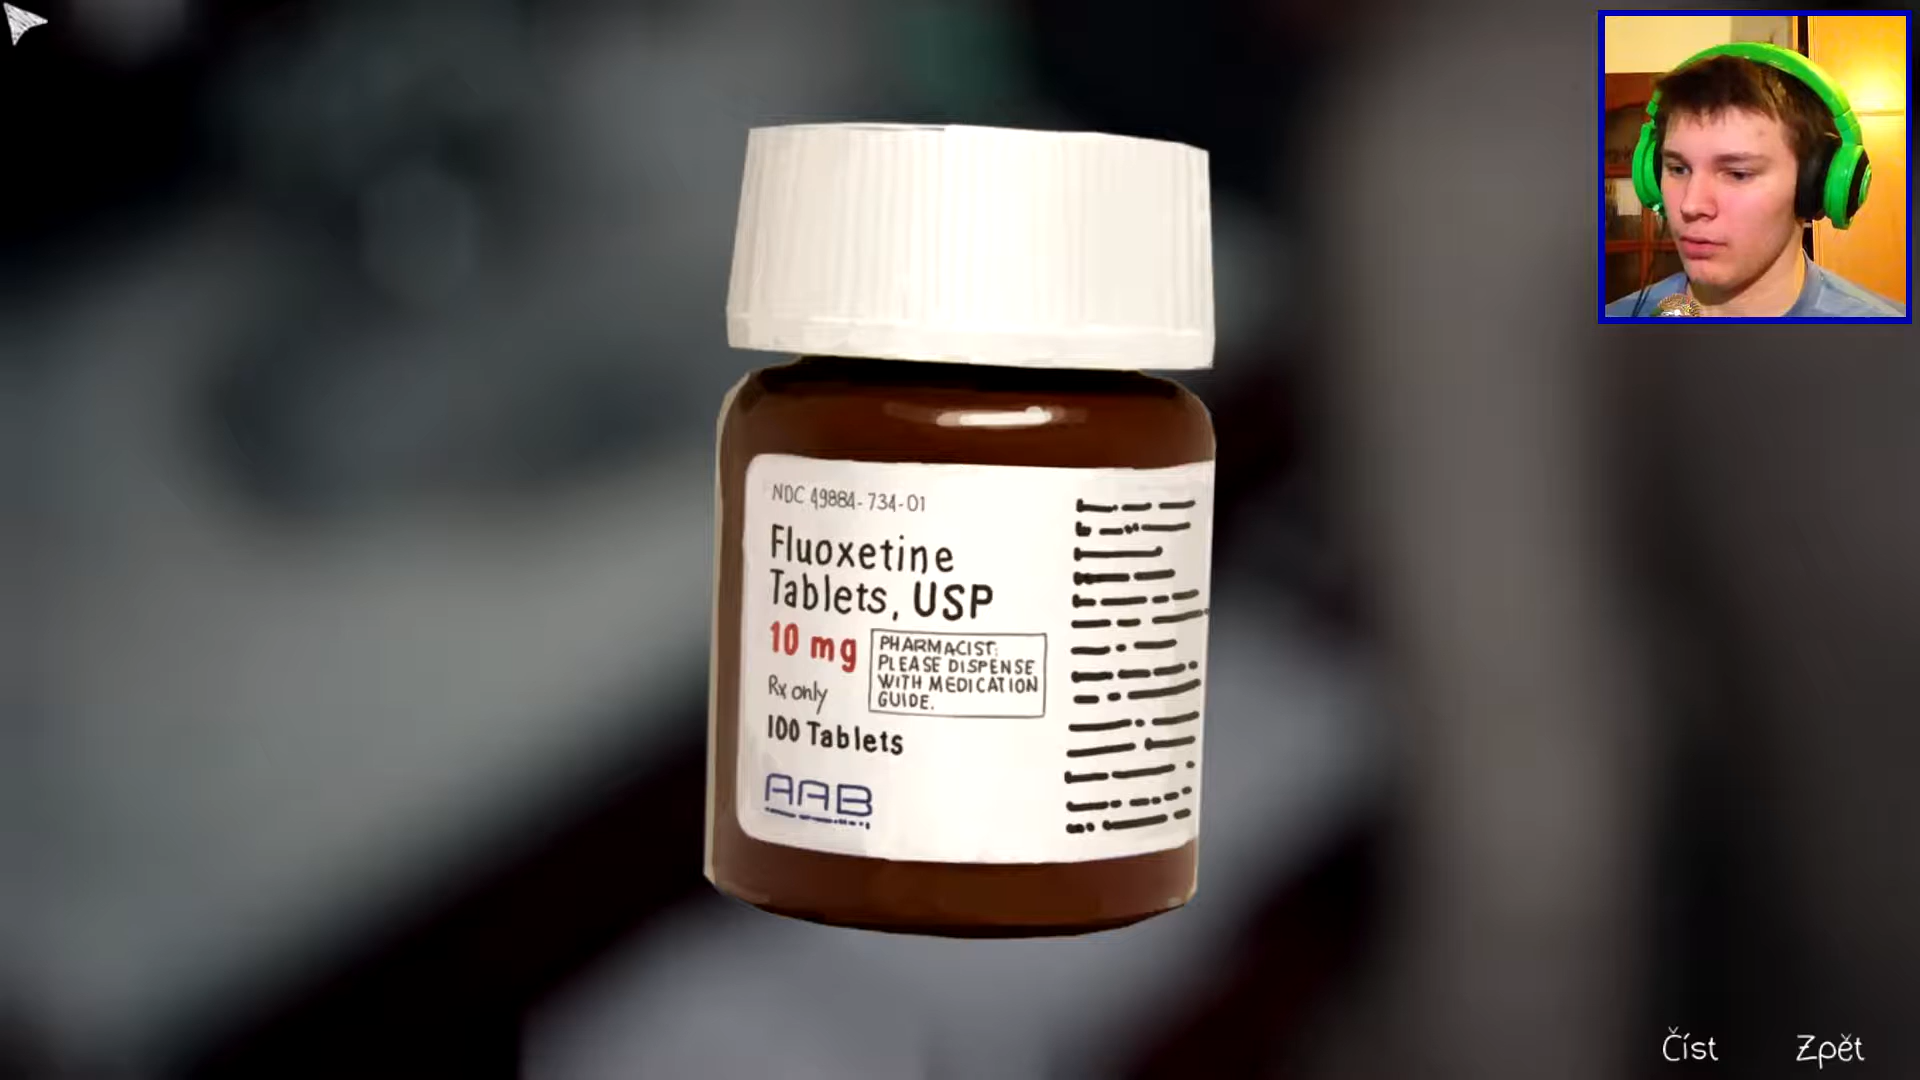 NDC 49884-734-01
Fluoxetine
Tablets, USP
10 mg
PHARMACIST:
PLEASE DISPENSE
WITH MEDICATION
GUIDE.
Rx only
100 Tablets
AAB
Číst
Zpět